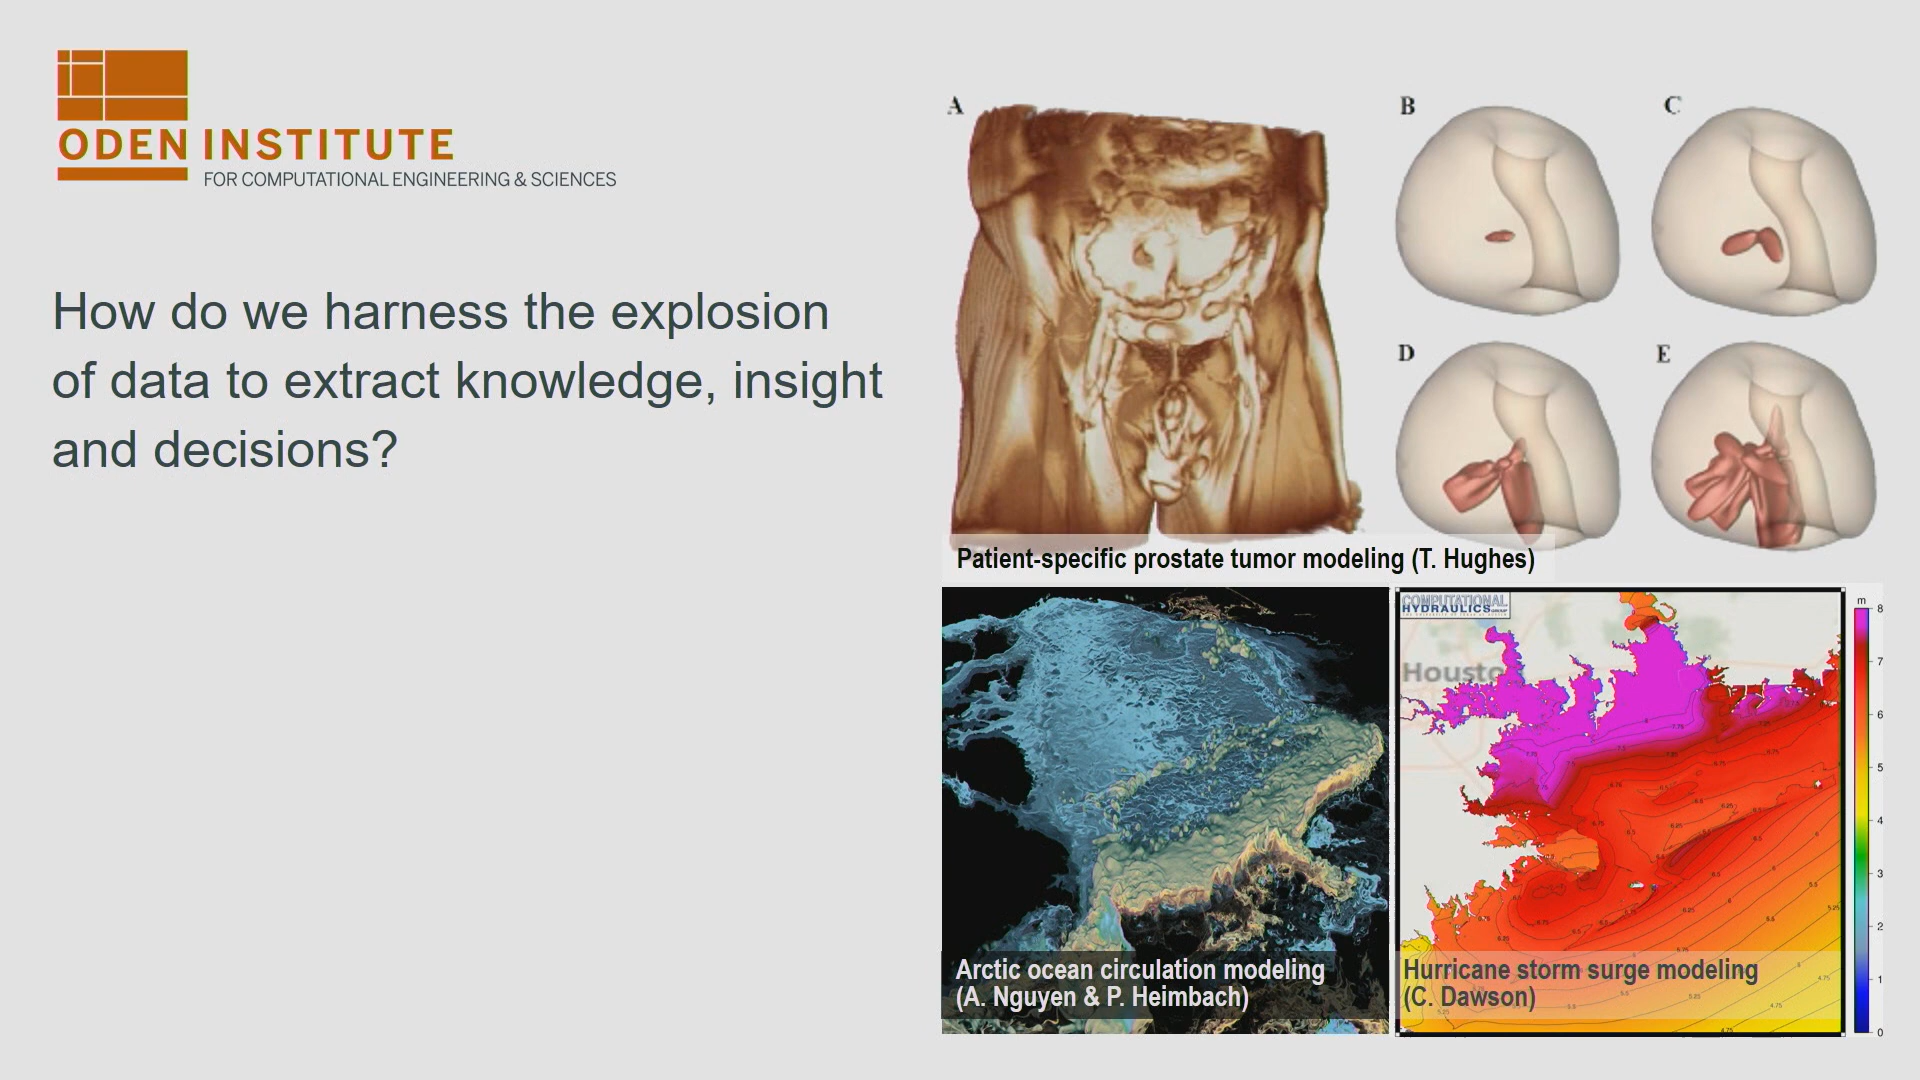 ODEN INSTITUTE
FOR COMPUTATIONAL ENGINEERING & SCIENCES
How do we harness the explosion
of data to extract knowledge, insight
and decisions?
A
B
C
D
E
Patient-specific prostate tumor modeling (T. Hughes)
Arctic ocean circulation modeling
(A. Nguyen & P. Heimbach)
COMPUTATIONAL
HYDRAULICS
Housto
Hurricane storm surge modeling
(C. Dawson)
m
8
7
6
5
4
3
2
1
0